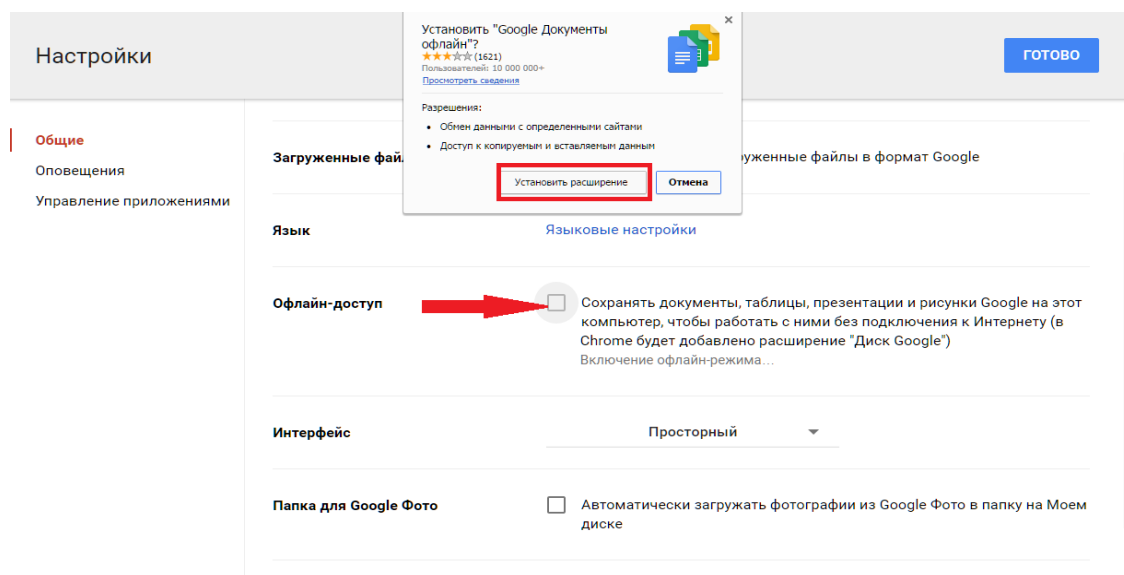 Настройки
Установить "Google Документы
офлайн"?
(1621)
Пользователей: 10 000 000+
Просмотреть сведения
Разрешения:
• Обмен данными с определенными сайтами
• Доступ к копируемым и вставляемым данным
Установить расширение
Отмена
ГОТОВО
Общие
Оповещения
Управление приложениями
Загруженные фай
уженные файлы в формат Google
Язык
Языковые настройки
Офлайн-доступ
Сохранять документы, таблицы, презентации и рисунки Google на этот
компьютер, чтобы работать с ними без подключения к Интернету (в
Chrome будет добавлено расширение "Диск Google")
Включение офлайн-режима...
Интерфейс
Просторный
Папка для Google Фото
Автоматически загружать фотографии из Google Фото в папку на Моем
диске